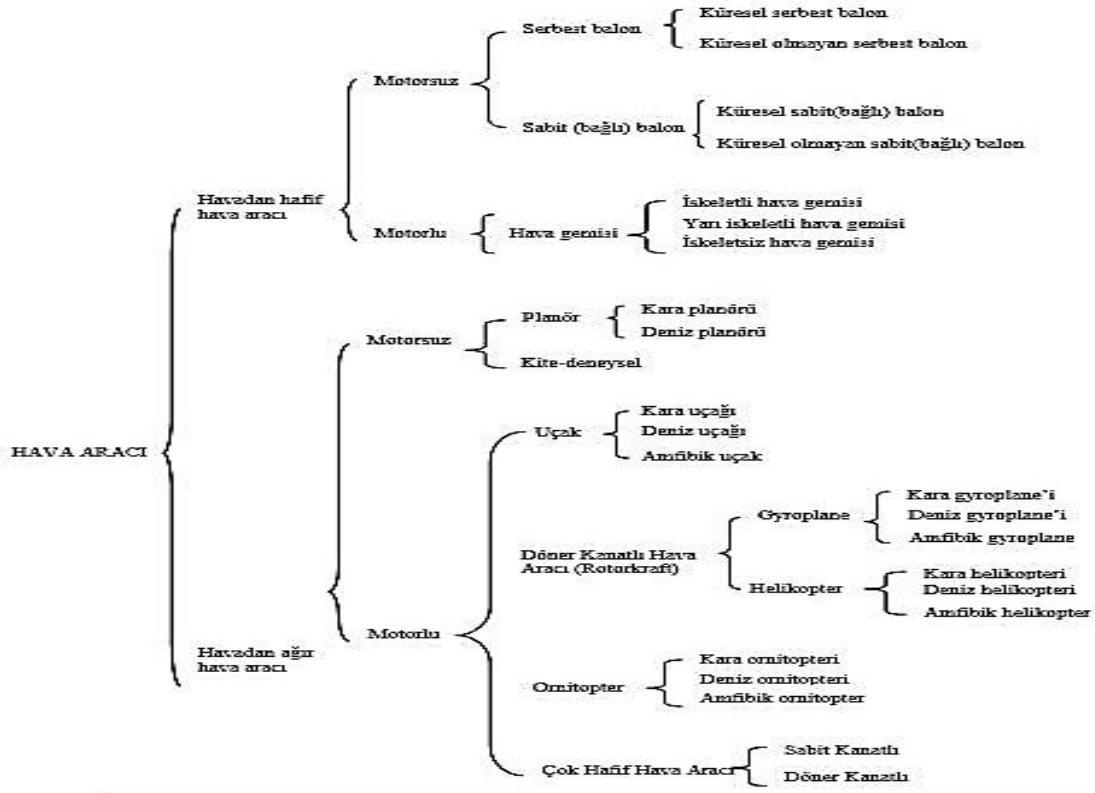 HAVA ARACI
Havadan hafif
hava aracı
Motorsuz
Serbest balon
Küresel serbest balon
Küresel olmayan serbest balon
Sabit (bağlı) balon
Küresel sabit(bağlı) balon
Küresel olmayan sabit(bağlı) balon
Motorlu
Hava gemisi
İskeletli hava gemisi
Yarı iskeletli hava gemisi
İskeletsiz hava gemisi
Havadan ağır
hava aracı
Motorsuz
Planör
Kara planörü
Deniz planörü
Kite-deneysel
Motorlu
Uçak
Kara uçağı
Deniz uçağı
Amfibik uçak
Döner Kanatlı Hava
Aracı (Rotorkraft)
Gyroplane
Kara gyroplane'i
Deniz gyroplane'i
Amfibik gyroplane
Helikopter
Kara helikopteri
Deniz helikopteri
Amfibik helikopter
Ornitopter
Kara ornitopteri
Deniz ornitopteri
Amfibik ornitopter
Çok Hafif Hava Aracı
Sabit Kanatlı
Döner Kanatlı